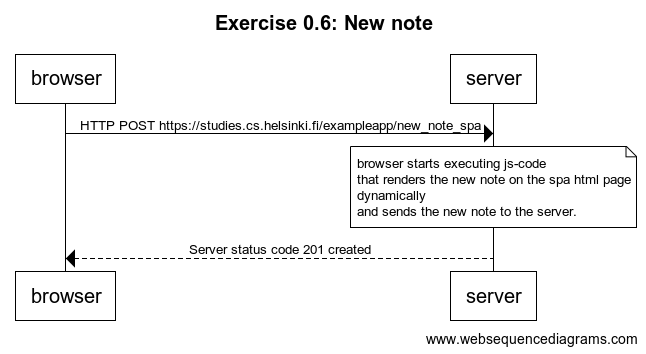 Exercise 0.6: New note
browser
server
HTTP POST https://studies.cs.helsinki.fi/exampleapp/new_note_spa
browser starts executing js-code
that renders the new note on the spa html page
dynamically
and sends the new note to the server.
Server status code 201 created
browser
server
www.websequencediagrams.com